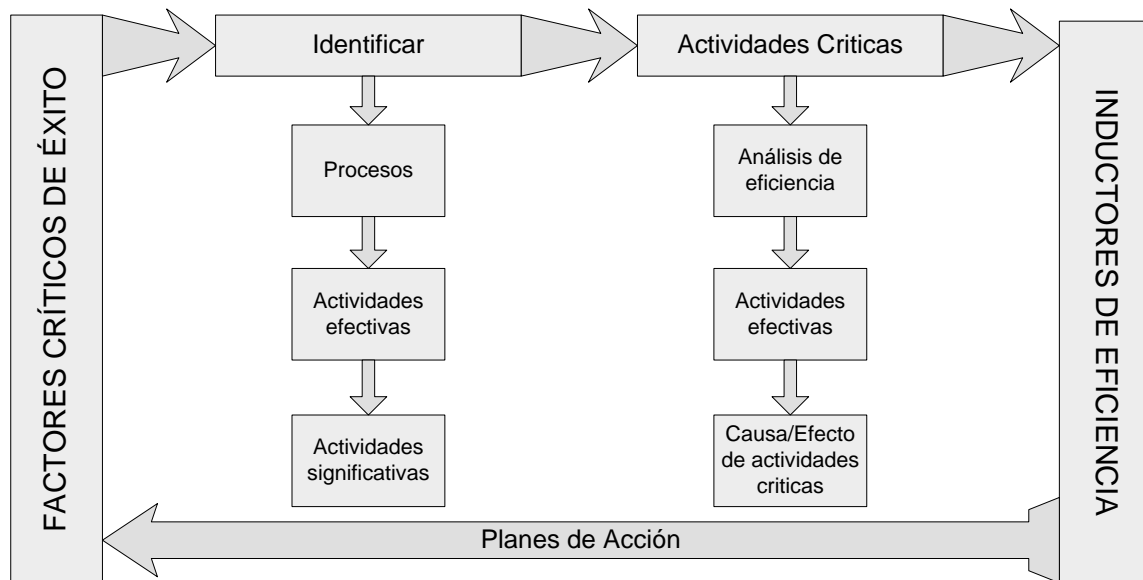 FACTORES CRÍTICOS DE ÉXITO
Identificar
Procesos
Actividades
efectivas
Actividades
significativas
Actividades Criticas
Análisis de
eficiencia
Actividades
efectivas
Causa/Efecto
de actividades
criticas
INDUCTORES DE EFICIENCIA
Planes de Acción